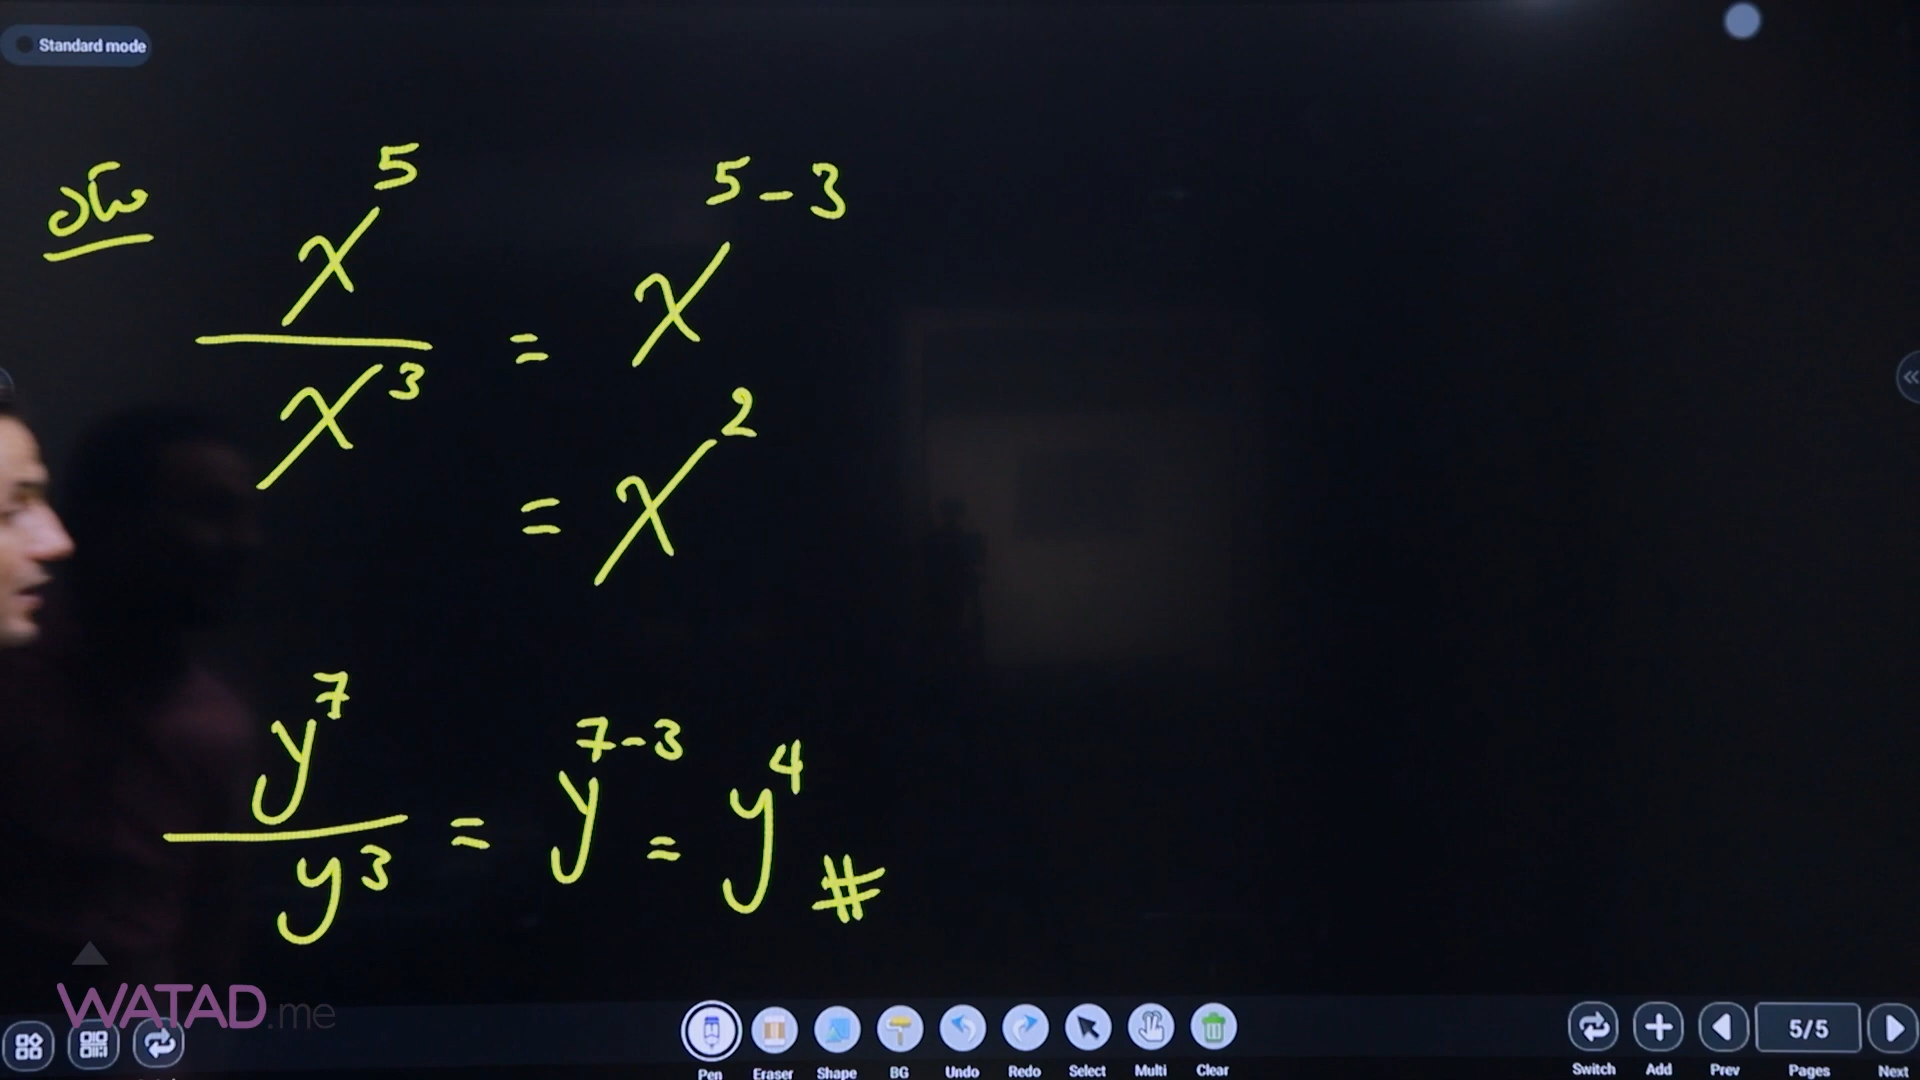 Standard mode
x^5 / x^3 = x^{5-3}
= x^2
y^7 / y^3 = y^{7-3} = y^4 #
WATAD.me
Pen Eraser Shape BG Undo Redo Select Multi Clear
5/5
Switch Add Prev Pages Next